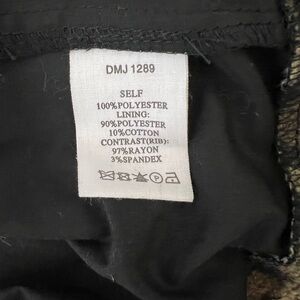 DMJ 1289
SELF
100%POLYESTER
LINING:
90%POLYESTER
10%COTTON
CONTRAST(RIB):
97%RAYON
3%SPANDEX